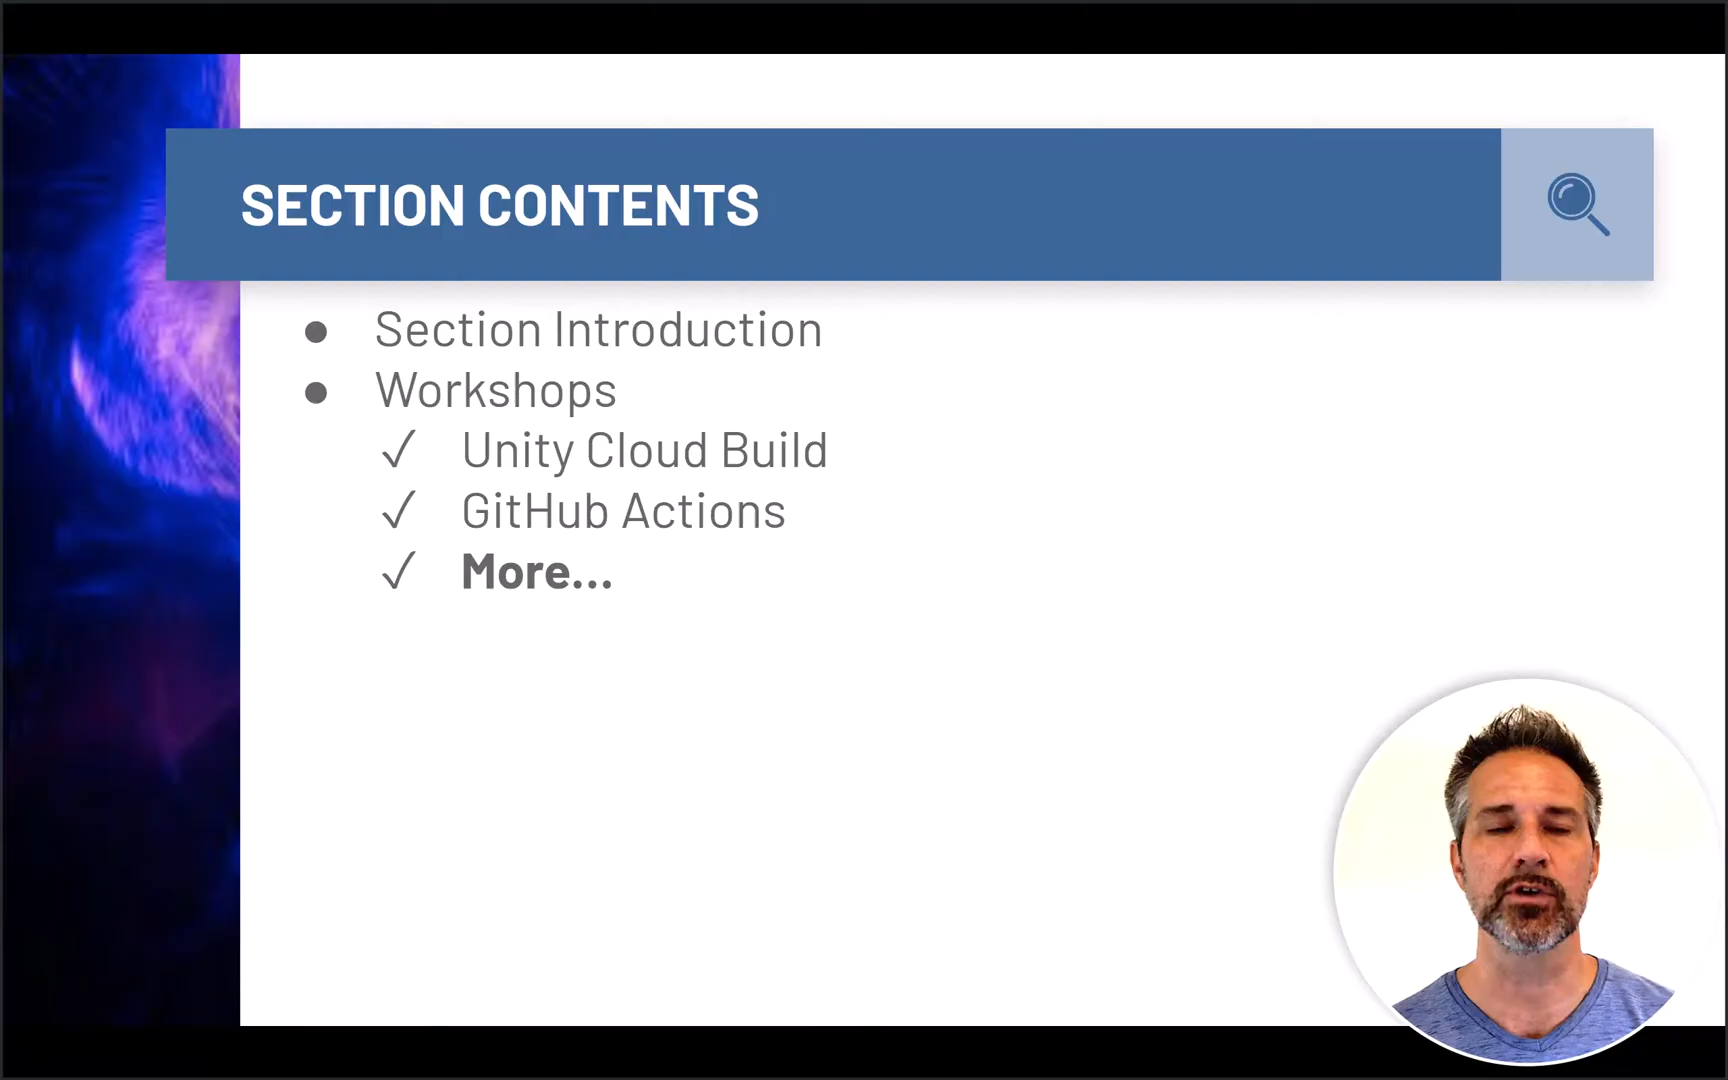 SECTION CONTENTS
● Section Introduction
● Workshops
✓ Unity Cloud Build
✓ GitHub Actions
✓ More...